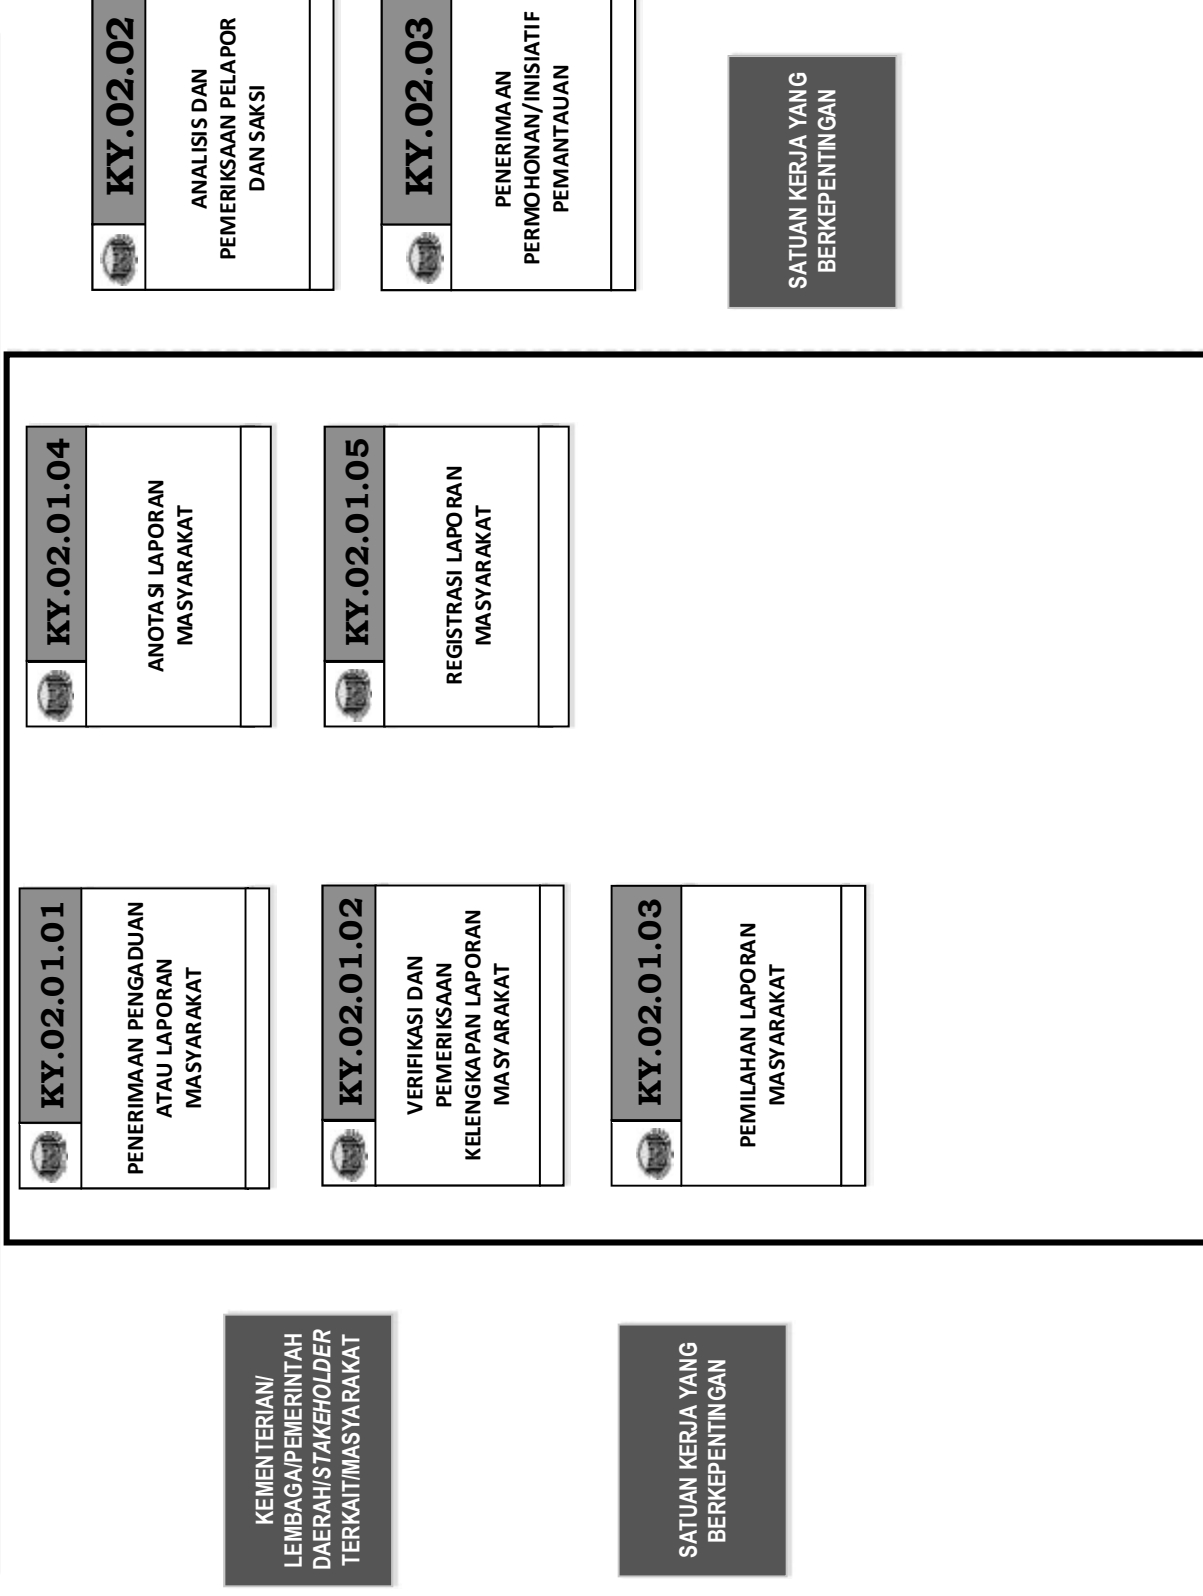 KEMENTERIAN/
LEMBAGA/PEMERINTAH
DAERAH/STAKEHOLDER
TERKAIT/MASYARAKAT
SATUAN KERJA YANG
BERKEPENTINGAN
KY.02.01.01
PENERIMAAN PENGADUAN
ATAU LAPORAN
MASYARAKAT
KY.02.01.02
VERIFIKASI DAN
PEMERIKSAAN
KELENGKAPAN LAPORAN
MASYARAKAT
KY.02.01.03
PEMILAHAN LAPORAN
MASYARAKAT
KY.02.01.04
ANOTASI LAPORAN
MASYARAKAT
KY.02.01.05
REGISTRASI LAPORAN
MASYARAKAT
KY.02.02
ANALISIS DAN
PEMERIKSAAN PELAPOR
DAN SAKSI
KY.02.03
PENERIMAAN
PERMOHONAN/INISIATIF
PEMANTAUAN
SATUAN KERJA YANG
BERKEPENTINGAN